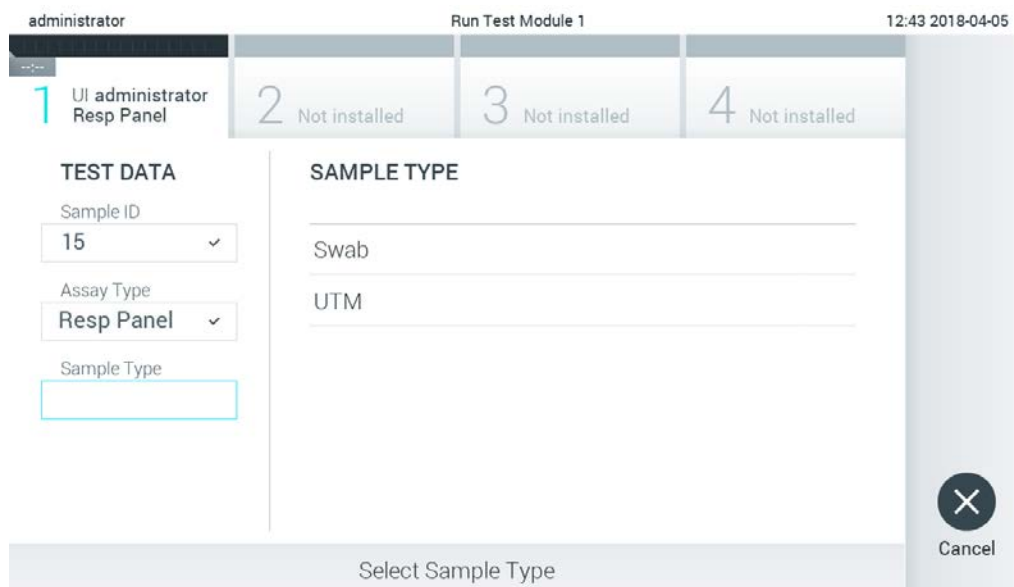 administrator
Run Test Module 1
12:43 2018-04-05
--:--
1 UI administrator
Resp Panel
2 Not installed
3 Not installed
4 Not installed
TEST DATA
Sample ID
15
Assay Type
Resp Panel
Sample Type
SAMPLE TYPE
Swab
UTM
Cancel
Select Sample Type